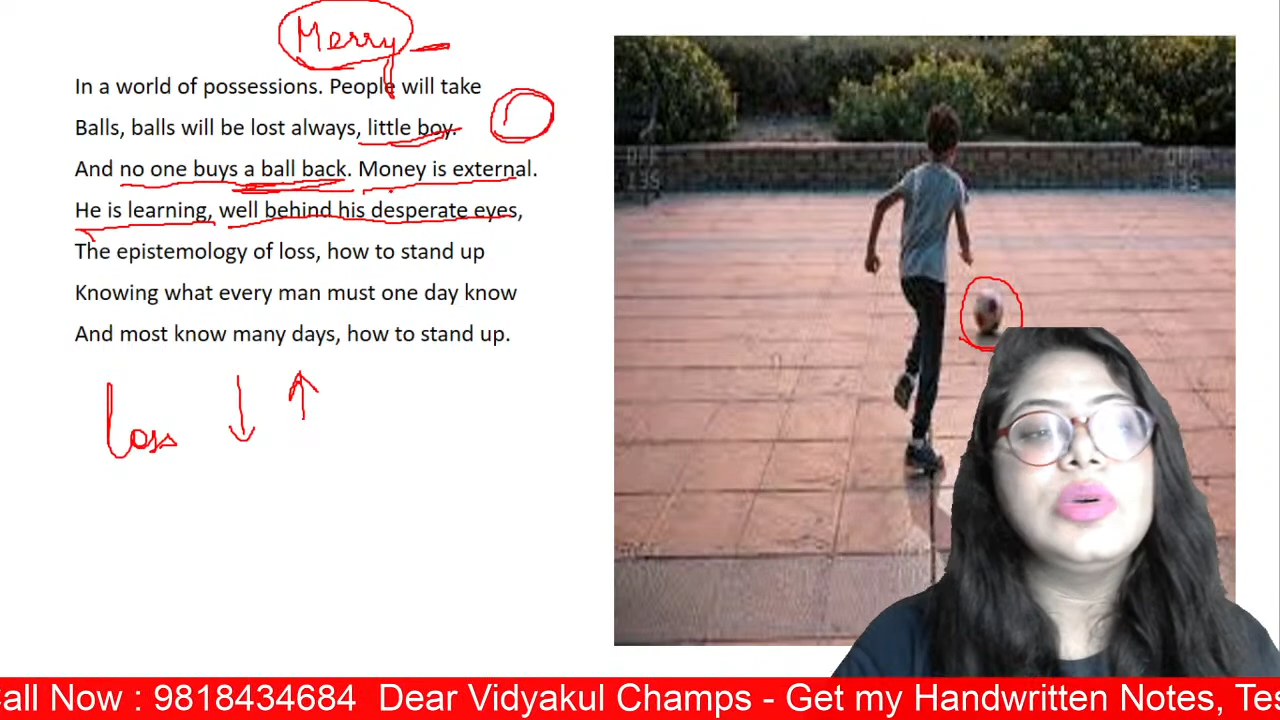 Merry
In a world of possessions. People will take
Balls, balls will be lost always, little boy.
And no one buys a ball back. Money is external.
He is learning, well behind his desperate eyes,
The epistemology of loss, how to stand up
Knowing what every man must one day know
And most know many days, how to stand up.
Loss
Call Now : 9818434684 Dear Vidyakul Champs - Get my Handwritten Notes, Tes